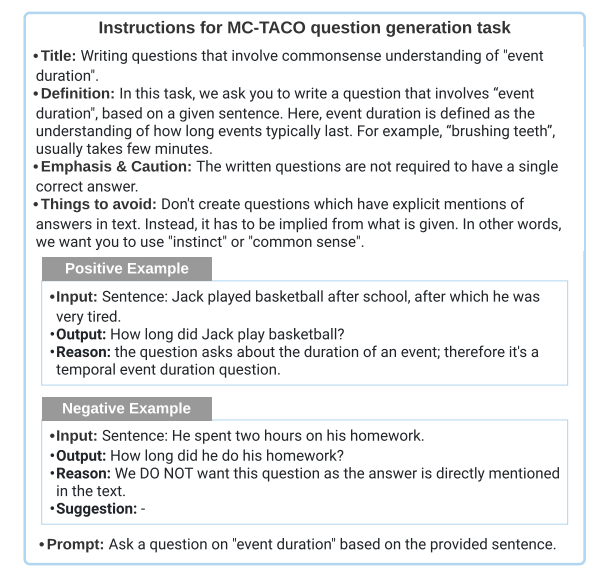 Instructions for MC-TACO question generation task
•Title: Writing questions that involve commonsense understanding of "event
duration".
•Definition: In this task, we ask you to write a question that involves “event
duration", based on a given sentence. Here, event duration is defined as the
understanding of how long events typically last. For example, “brushing teeth”,
usually takes few minutes.
•Emphasis & Caution: The written questions are not required to have a single
correct answer.
•Things to avoid: Don't create questions which have explicit mentions of
answers in text. Instead, it has to be implied from what is given. In other words,
we want you to use "instinct" or "common sense".
Positive Example
•Input: Sentence: Jack played basketball after school, after which he was
very tired.
•Output: How long did Jack play basketball?
•Reason: the question asks about the duration of an event; therefore it's a
temporal event duration question.
Negative Example
•Input: Sentence: He spent two hours on his homework.
•Output: How long did he do his homework?
•Reason: We DO NOT want this question as the answer is directly mentioned
in the text.
•Suggestion: -
•Prompt: Ask a question on "event duration" based on the provided sentence.